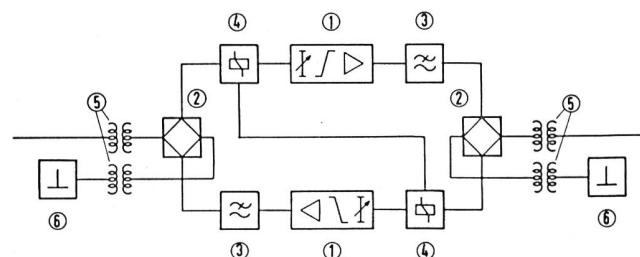 ④ ① ③
⑤ ② ② ⑤
⑥ ③ ① ④ ⑥